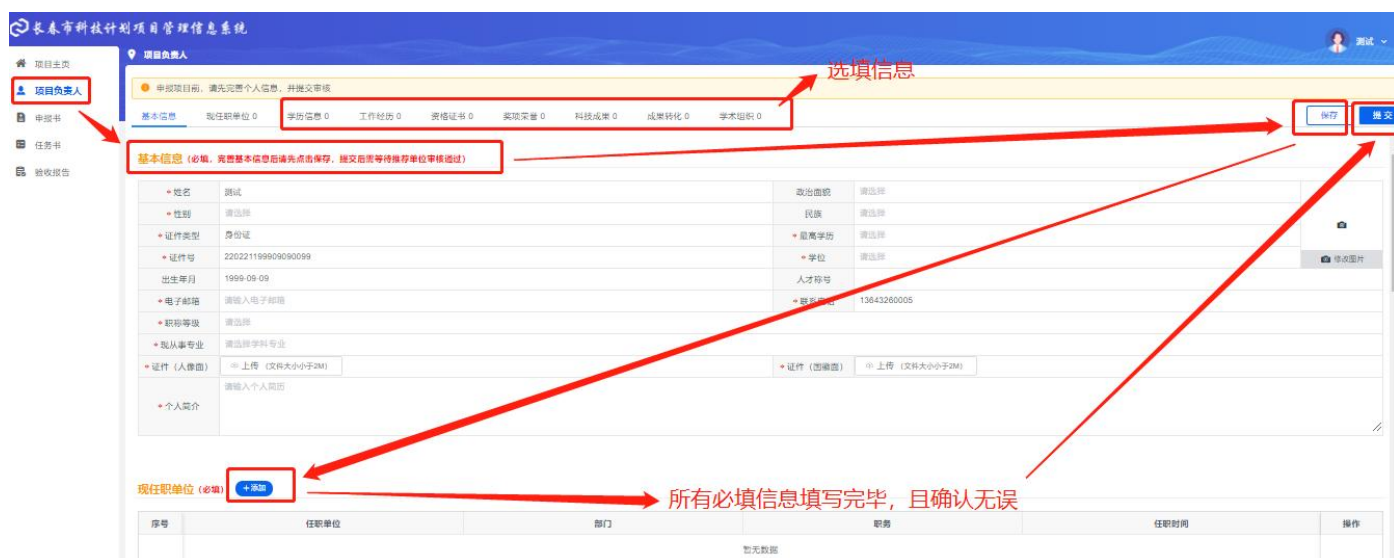 长春市科技计划项目管理信息系统
测试
项目主页
项目负责人
申报书
任务书
验收报告
项目负责人
申报项目前，请先完善个人信息，并提交审核
选填信息
基本信息 现任职单位 0 学历信息 0 工作经历 0 资格证书 0 奖项荣誉 0 科技成果 0 成果转化 0 学术组织 0
保存 提交
基本信息 (必填，完善基本信息后请先点击保存，提交后需等待推荐单位审核通过)
*姓名 测试 政治面貌 请选择
*性别 请选择 民族 请选择
*证件类型 身份证 *最高学历 请选择
*证件号 220221199909090099 *学位 请选择
修改图片
出生年月 1999-09-09 人才称号
*电子邮箱 请输入电子邮箱 *联系电话 13643260005
*职称等级 请选择
*现从事专业 请选择学科专业
*证件 (人像面) 上传 (文件大小小于2M) *证件 (国徽面) 上传 (文件大小小于2M)
*个人简介 请输入个人简历
现任职单位 (必填) +添加
所有必填信息填写完毕，且确认无误
序号 任职单位 部门 职务 任职时间 操作
暂无数据